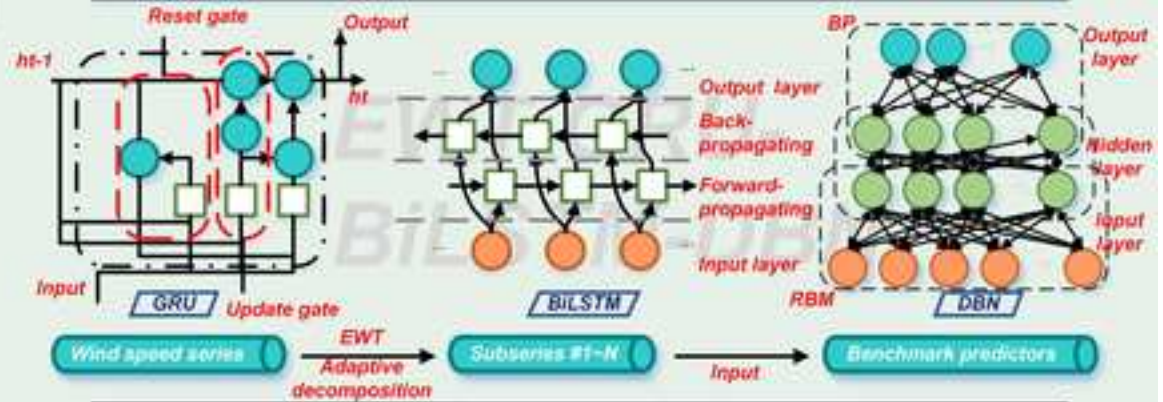 Reset gate
Output
ht-1
ht
Input
GRU
Update gate
Output layer
Back-
propagating
Forward-
propagating
Input layer
BiLSTM
BP
Output
layer
Hidden
layer
Input
layer
RBM
DBN
Wind speed series
EWT
Adaptive
decomposition
Subseries #1~N
Input
Benchmark predictors